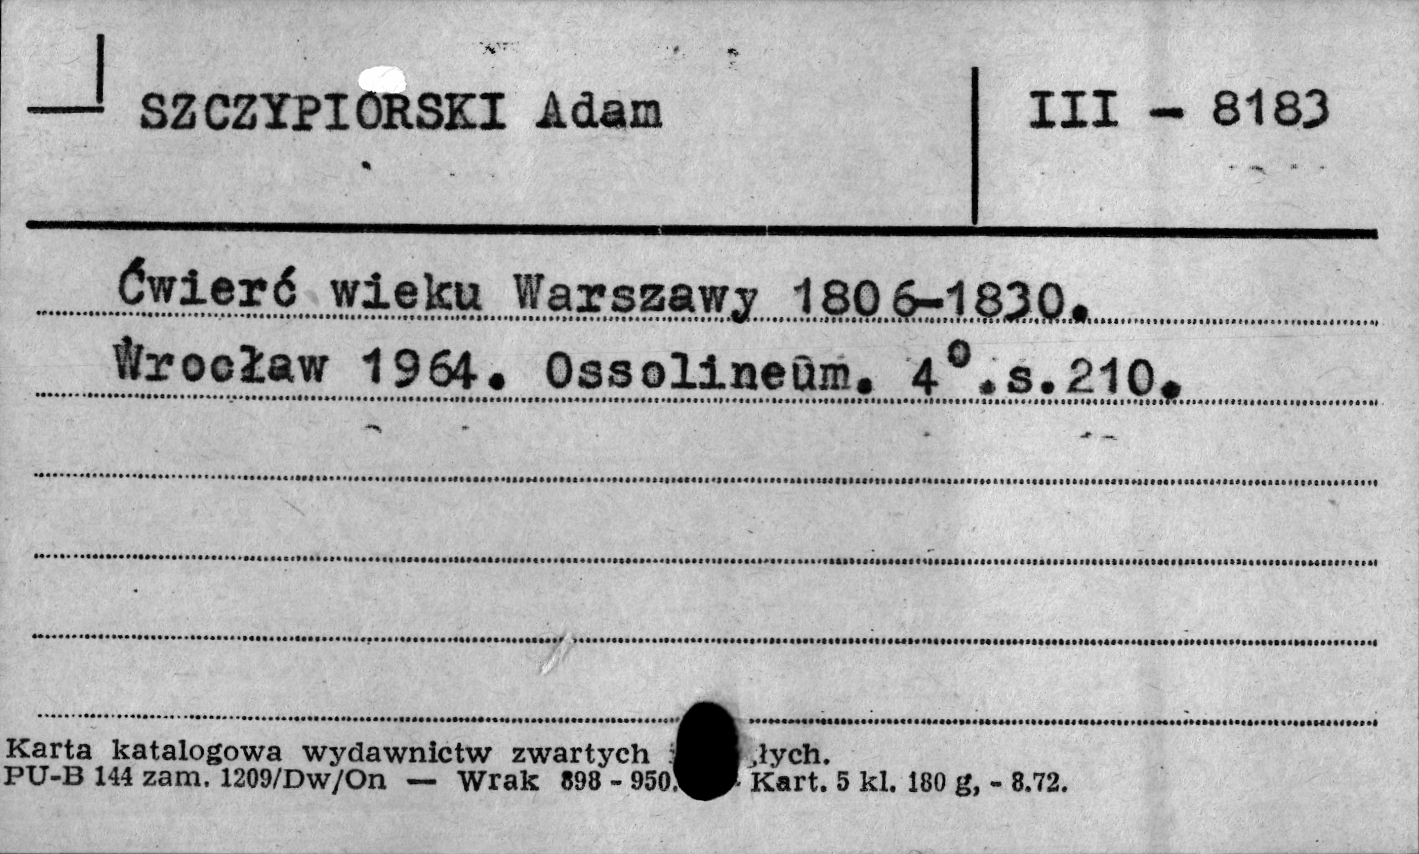 SZCZYPIORSKI Adam
III - 8183
Ćwierć wieku Warszawy 1806-1830.
Wrocław 1964. Ossolineum. 4°.s.210.
Karta katalogowa wydawnictw zwartych
PU-B 144 zam. 1209/Dw/On — Wrak 898 - 950. Kart. 5 kl. 180 g, - 8.72.